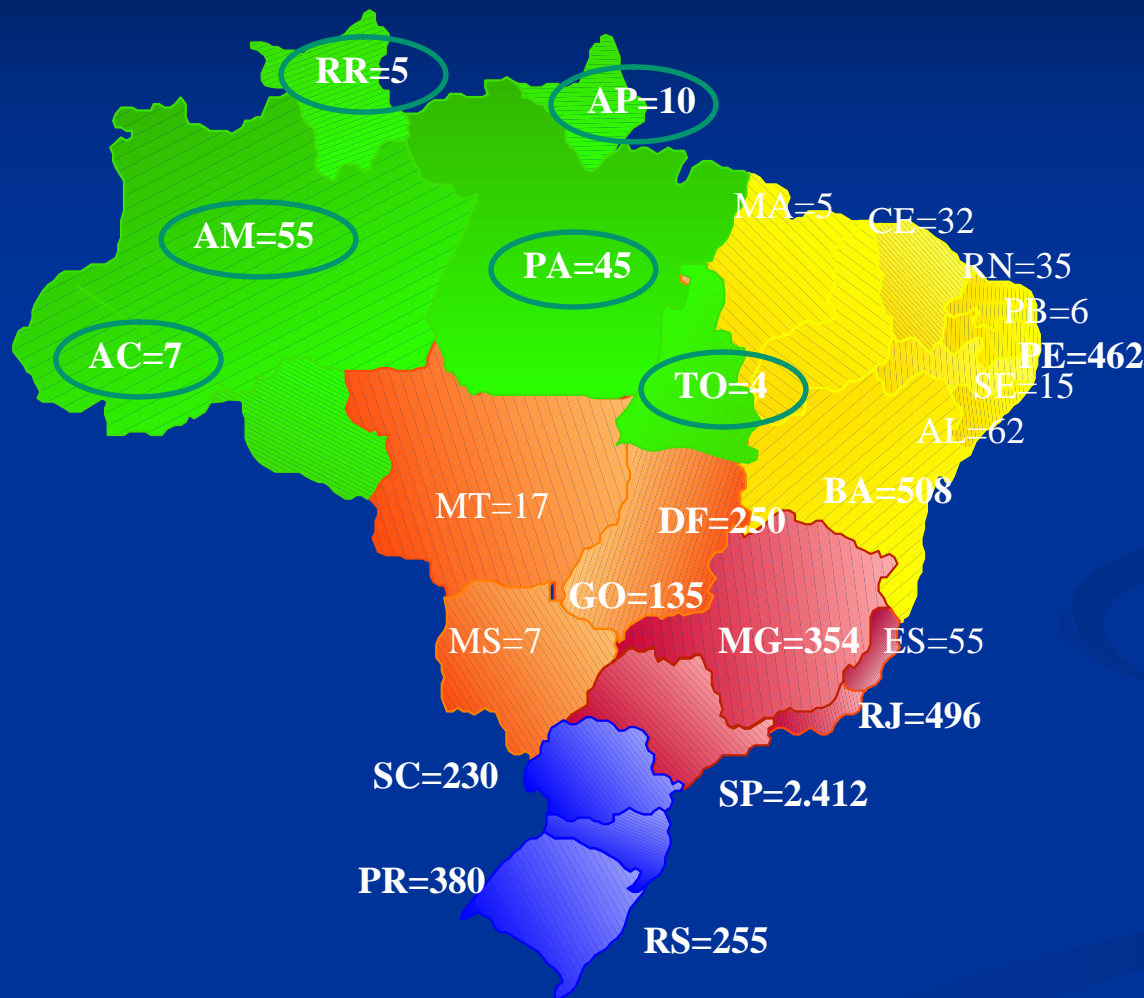 RR=5
AP=10
MA=5
CE=32
AM=55
PA=45
RN=35
PB=6
AC=7
PE=462
TO=4
SE=15
AL=62
BA=508
MT=17
DF=250
GO=135
MS=7
MG=354
ES=55
RJ=496
SC=230
SP=2.412
PR=380
RS=255